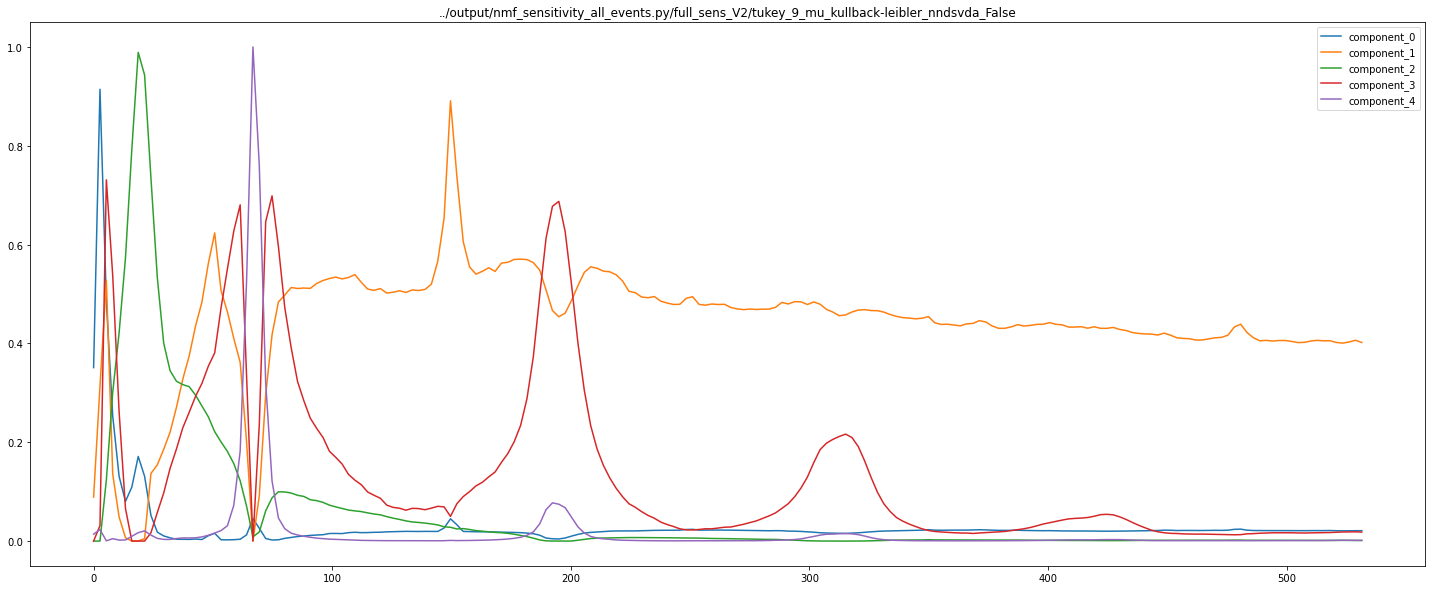 ../output/nmf_sensitivity_all_events.py/full_sens_V2/tukey_9_mu_kullback-leibler_nndsvda_False
component_0
component_1
component_2
component_3
component_4
1.0
0.8
0.6
0.4
0.2
0.0
0 100 200 300 400 500